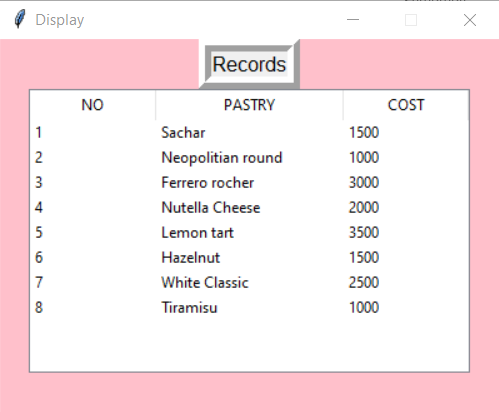 Display
Records
NO PASTRY COST
1 Sachar 1500
2 Neopolitian round 1000
3 Ferrero rocher 3000
4 Nutella Cheese 2000
5 Lemon tart 3500
6 Hazelnut 1500
7 White Classic 2500
8 Tiramisu 1000